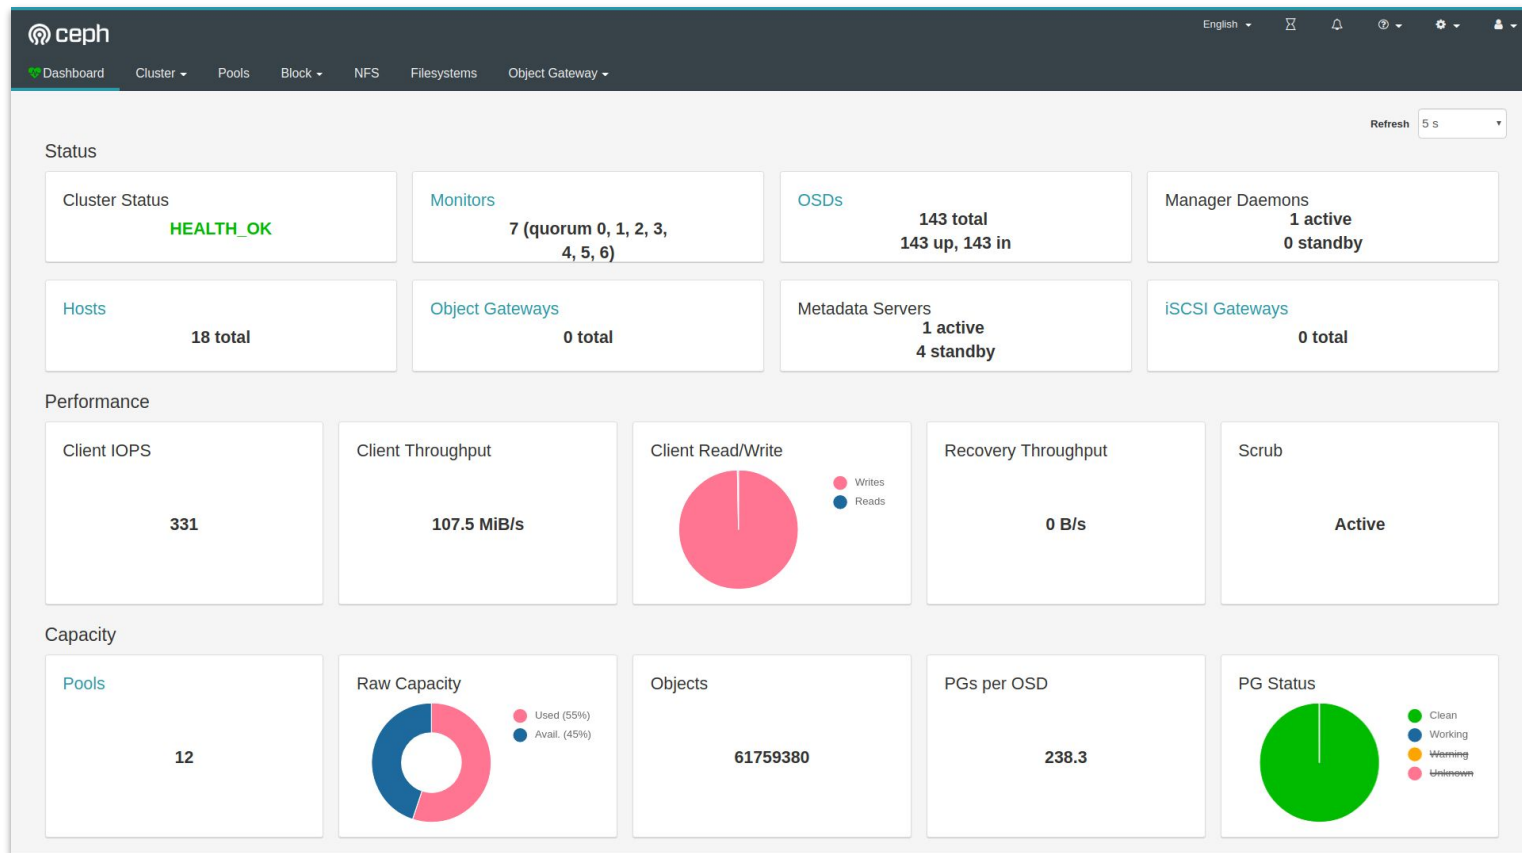 ceph
English
Dashboard Cluster Pools Block NFS Filesystems Object Gateway
Refresh 5 s
Status
Cluster Status
HEALTH_OK
Monitors
7 (quorum 0, 1, 2, 3,
4, 5, 6)
OSDs
143 total
143 up, 143 in
Manager Daemons
1 active
0 standby
Hosts
18 total
Object Gateways
0 total
Metadata Servers
1 active
4 standby
iSCSI Gateways
0 total
Performance
Client IOPS
331
Client Throughput
107.5 MiB/s
Client Read/Write
Writes
Reads
Recovery Throughput
0 B/s
Scrub
Active
Capacity
Pools
12
Raw Capacity
Used (55%)
Avail. (45%)
Objects
61759380
PGs per OSD
238.3
PG Status
Clean
Working
Warning
Unknown